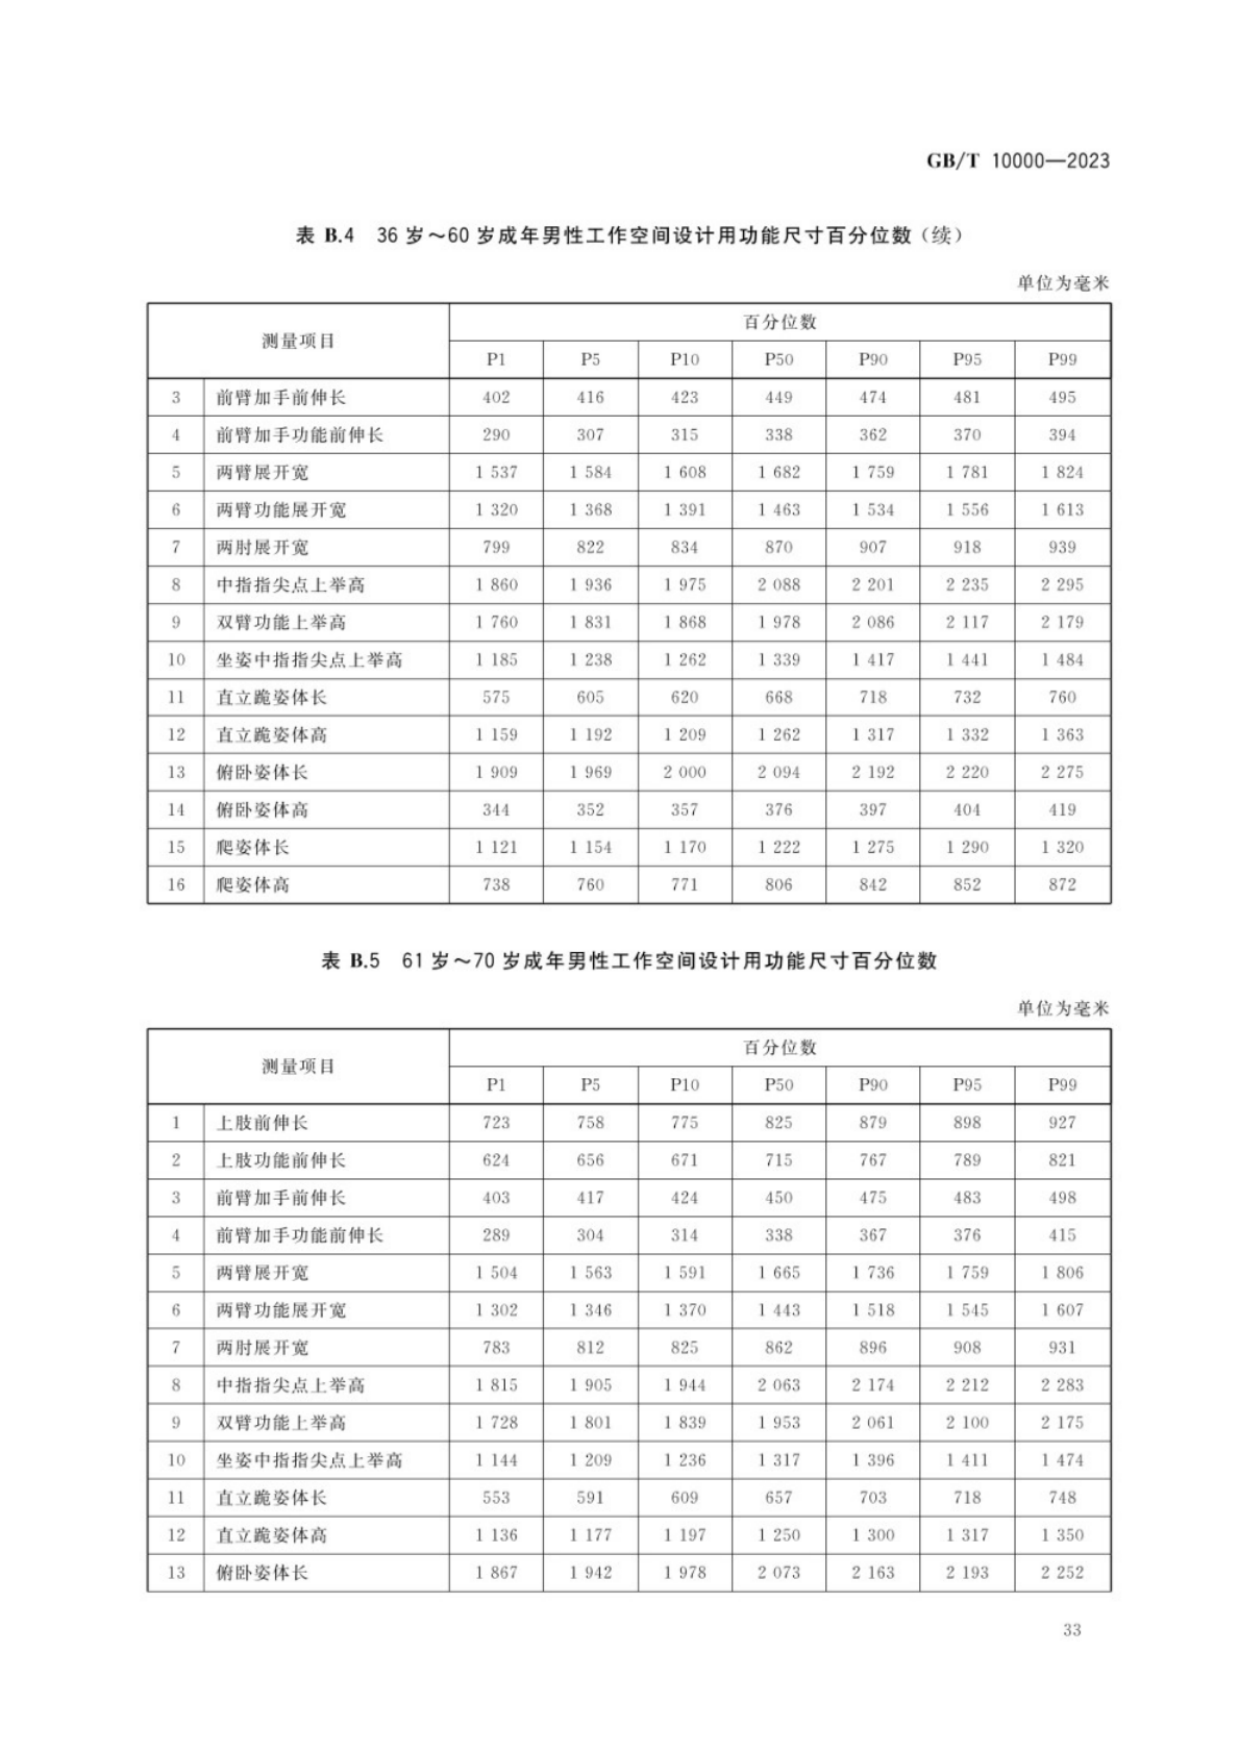 GB/T 10000—2023
表 B.4 36 岁～60 岁成年男性工作空间设计用功能尺寸百分位数（续）
单位为毫米
测量项目 百分位数
P1 P5 P10 P50 P90 P95 P99
3 前臂加手前伸长 402 416 423 449 474 481 495
4 前臂加手功能前伸长 290 307 315 338 362 370 394
5 两臂展开宽 1 537 1 584 1 608 1 682 1 759 1 781 1 824
6 两臂功能展开宽 1 320 1 368 1 391 1 463 1 534 1 556 1 613
7 两肘展开宽 799 822 834 870 907 918 939
8 中指指尖点上举高 1 860 1 936 1 975 2 088 2 201 2 235 2 295
9 双臂功能上举高 1 760 1 831 1 868 1 978 2 086 2 117 2 179
10 坐姿中指指尖点上举高 1 185 1 238 1 262 1 339 1 417 1 441 1 484
11 直立跪姿体长 575 605 620 668 718 732 760
12 直立跪姿体高 1 159 1 192 1 209 1 262 1 317 1 332 1 363
13 俯卧姿体长 1 909 1 969 2 000 2 094 2 192 2 220 2 275
14 俯卧姿体高 344 352 357 376 397 404 419
15 爬姿体长 1 121 1 154 1 170 1 222 1 275 1 290 1 320
16 爬姿体高 738 760 771 806 842 852 872
表 B.5 61 岁～70 岁成年男性工作空间设计用功能尺寸百分位数
单位为毫米
测量项目 百分位数
P1 P5 P10 P50 P90 P95 P99
1 上肢前伸长 723 758 775 825 879 898 927
2 上肢功能前伸长 624 656 671 715 767 789 821
3 前臂加手前伸长 403 417 424 450 475 483 498
4 前臂加手功能前伸长 289 304 314 338 367 376 415
5 两臂展开宽 1 504 1 563 1 591 1 665 1 736 1 759 1 806
6 两臂功能展开宽 1 302 1 346 1 370 1 443 1 518 1 545 1 607
7 两肘展开宽 783 812 825 862 896 908 931
8 中指指尖点上举高 1 815 1 905 1 944 2 063 2 174 2 212 2 283
9 双臂功能上举高 1 728 1 801 1 839 1 953 2 061 2 100 2 175
10 坐姿中指指尖点上举高 1 144 1 209 1 236 1 317 1 396 1 411 1 474
11 直立跪姿体长 553 591 609 657 703 718 748
12 直立跪姿体高 1 136 1 177 1 197 1 250 1 300 1 317 1 350
13 俯卧姿体长 1 867 1 942 1 978 2 073 2 163 2 193 2 252
33